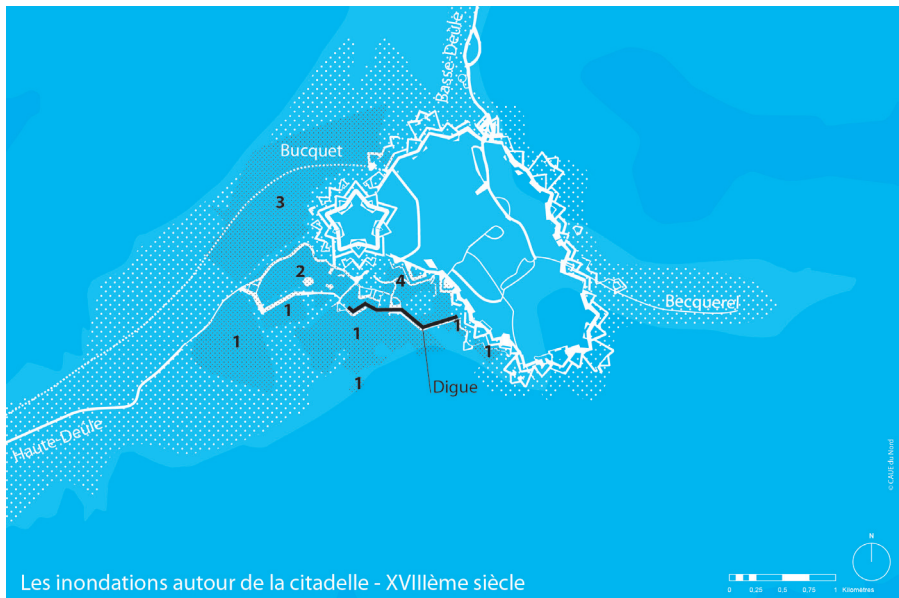 Basse-Deûle
Bucquet
3
2
4
1
1
1
1
1
1
Becquerel
Digue
Haute-Deûle
© CAUE du Nord
N
0 0,25 0,5 0,75 1 Kilomètres
Les inondations autour de la citadelle - XVIIIème siècle